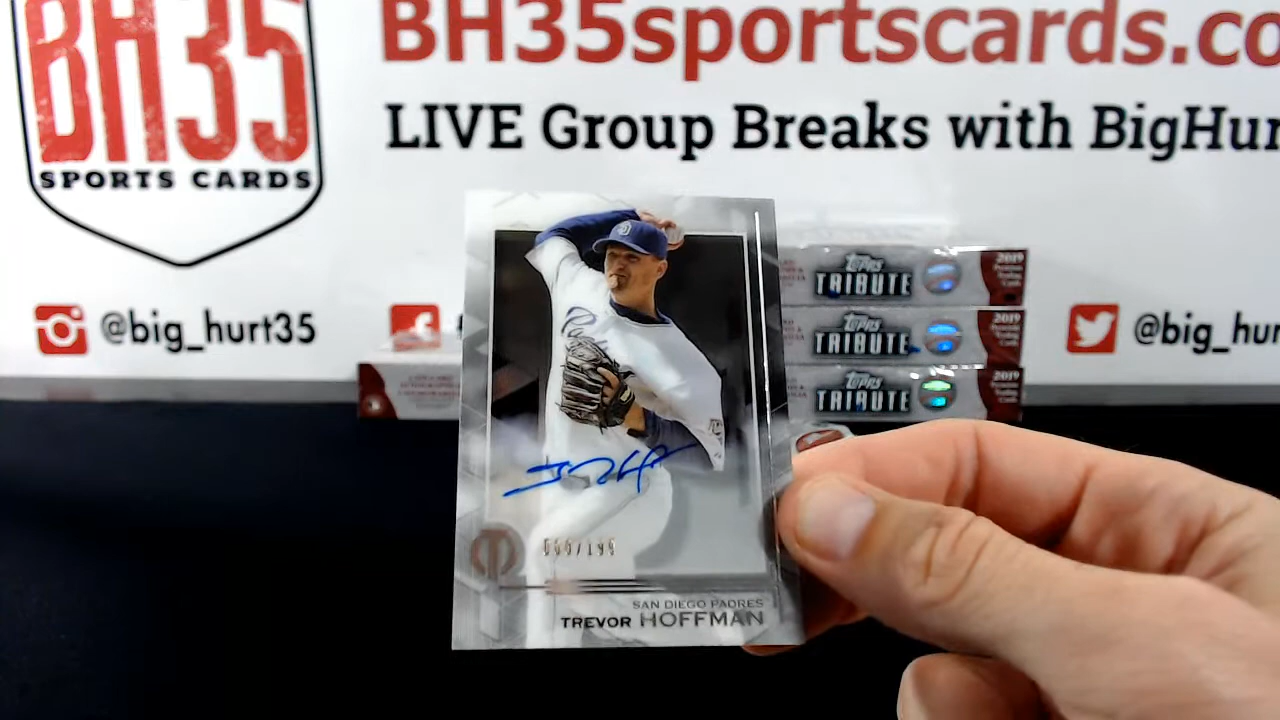 BH35
SPORTS CARDS
BH35sportscards.co
LIVE Group Breaks with BigHur
@big_hurt35
@big_hur
Topps
TRIBUTE
2019
Topps
TRIBUTE
2019
Topps
TRIBUTE
2019
Padres
SAN DIEGO PADRES
TREVOR HOFFMAN